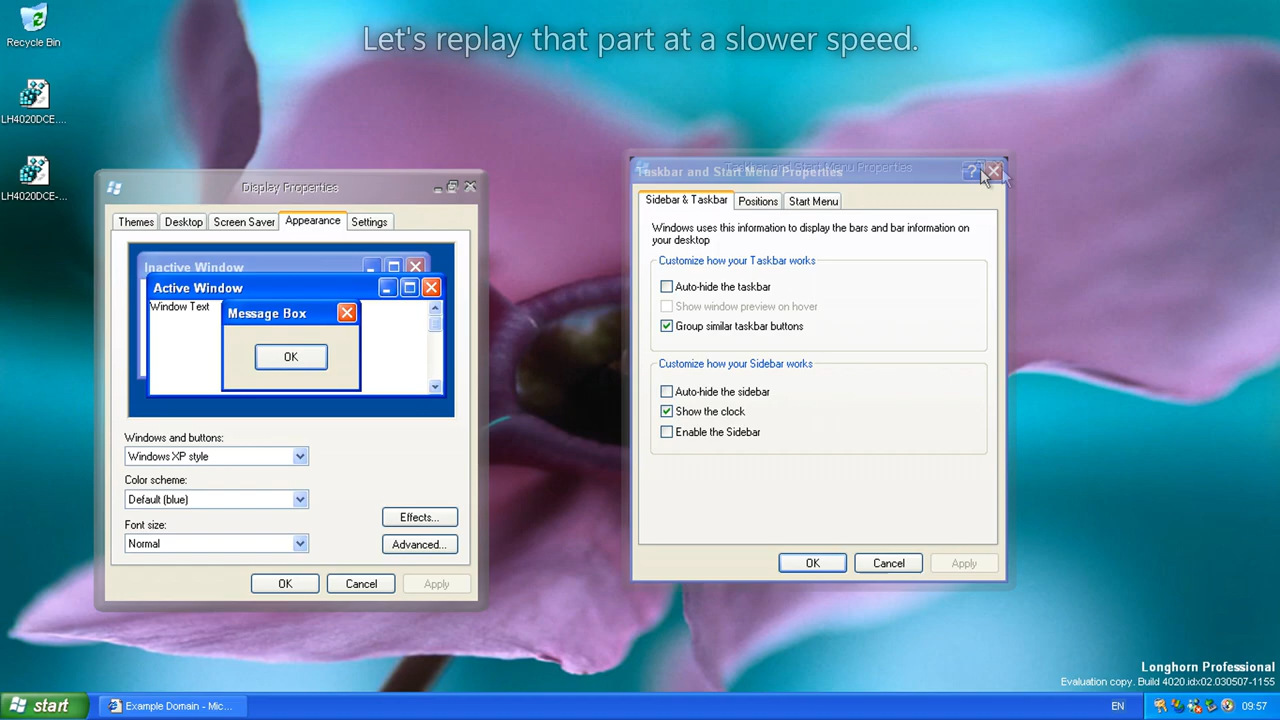 Let's replay that part at a slower speed.
Recycle Bin
LH4020DCE....
LH4020DCE-...
Display Properties
Themes
Desktop
Screen Saver
Appearance
Settings
Inactive Window
Active Window
Window Text
Message Box
OK
Windows and buttons:
Windows XP style
Color scheme:
Default (blue)
Font size:
Normal
Effects...
Advanced...
OK
Cancel
Apply
Taskbar and Start Menu Properties
Taskbar and Start Menu Properties
Sidebar & Taskbar
Positions
Start Menu
Windows uses this information to display the bars and bar information on
your desktop
Customize how your Taskbar works
Auto-hide the taskbar
Show window preview on hover
Group similar taskbar buttons
Customize how your Sidebar works
Auto-hide the sidebar
Show the clock
Enable the Sidebar
OK
Cancel
Apply
Longhorn Professional
Evaluation copy. Build 4020.idx02.030507-1155
start
Example Domain - Mic...
EN
09:57